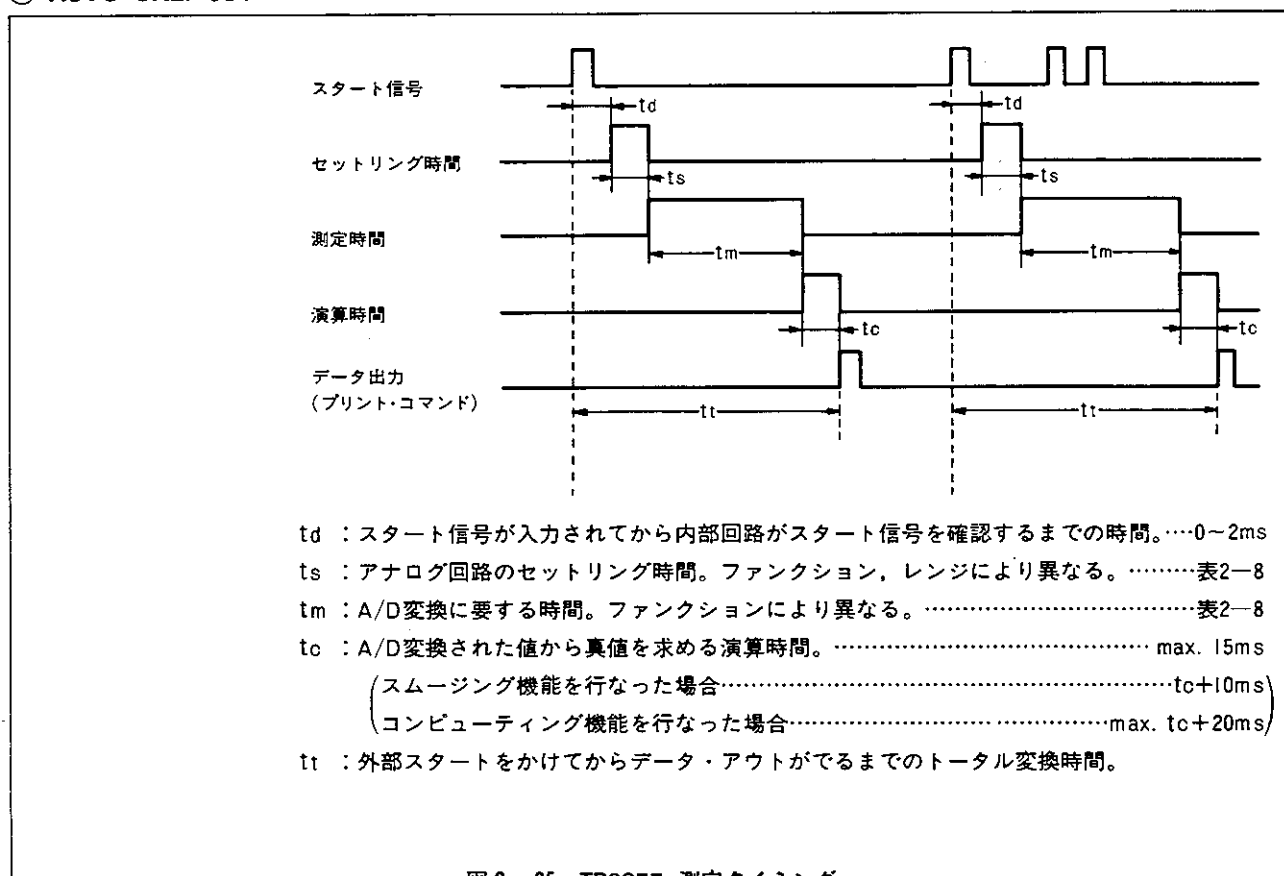 スタート信号
td
td
セットリング時間
ts
ts
測定時間
tm
tm
演算時間
tc
tc
データ出力
(プリント・コマンド)
tt
tt
td :スタート信号が入力されてから内部回路がスタート信号を確認するまでの時間。····0~2ms
ts :アナログ回路のセットリング時間。ファンクション,レンジにより異なる。·········表2—8
tm :A/D変換に要する時間。ファンクションにより異なる。································表2—8
tc :A/D変換された値から真値を求める演算時間。······································ max. 15ms
(スムージング機能を行なった場合·······················································tc+10ms
コンピューティング機能を行なった場合·······································max. tc+20ms)
tt :外部スタートをかけてからデータ・アウトがでるまでのトータル変換時間。
測定タイミング